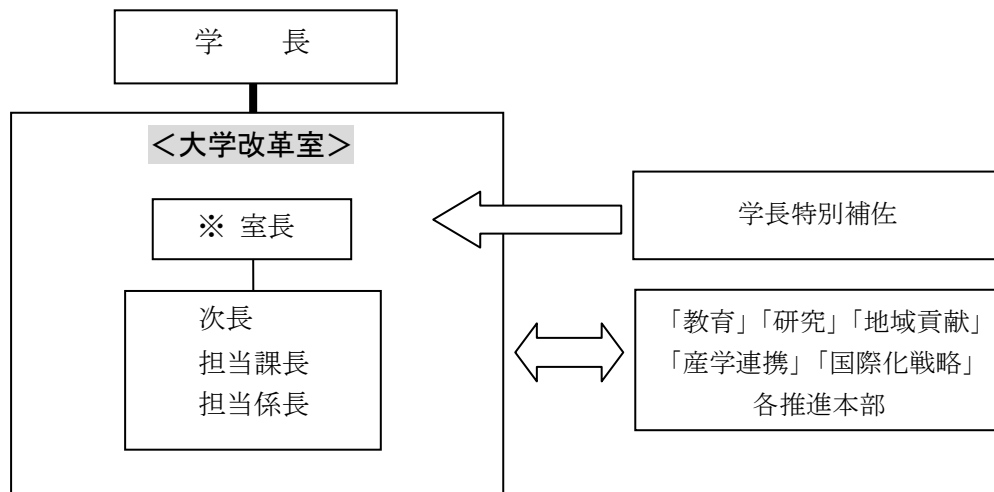 学　　長
＜大学改革室＞
※ 室長
次長
担当課長
担当係長
学長特別補佐
「教育」「研究」「地域貢献」
「産学連携」「国際化戦略」
各推進本部